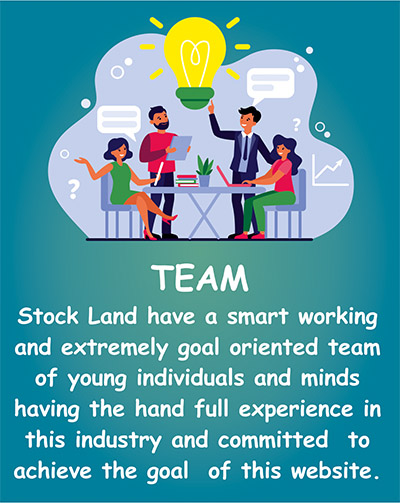 TEAM
Stock Land have a smart working
and extremely goal oriented team
of young individuals and minds
having the hand full experience in
this industry and committed to
achieve the goal of this website.